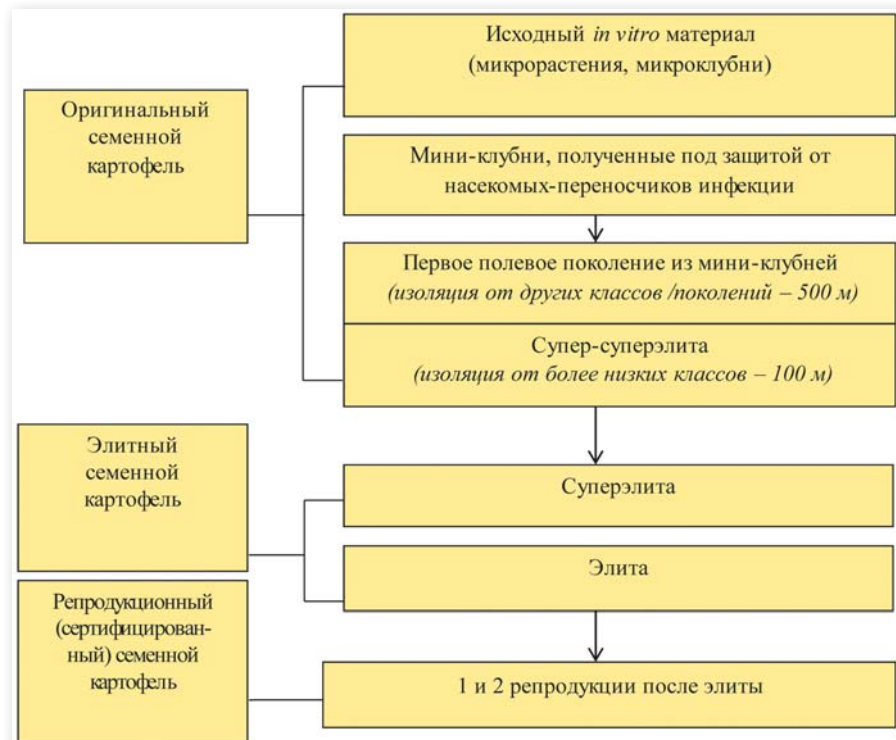 Оригинальный
семенной
картофель
Исходный in vitro материал
(микрорастения, микроклубни)
Мини-клубни, полученные под защитой от
насекомых-переносчиков инфекции
Первое полевое поколение из мини-клубней
(изоляция от других классов /поколений – 500 м)
Супер-суперэлита
(изоляция от более низких классов – 100 м)
Элитный
семенной
картофель
Суперэлита
Элита
Репродукционный
(сертифицирован-
ный) семенной
картофель
1 и 2 репродукции после элиты